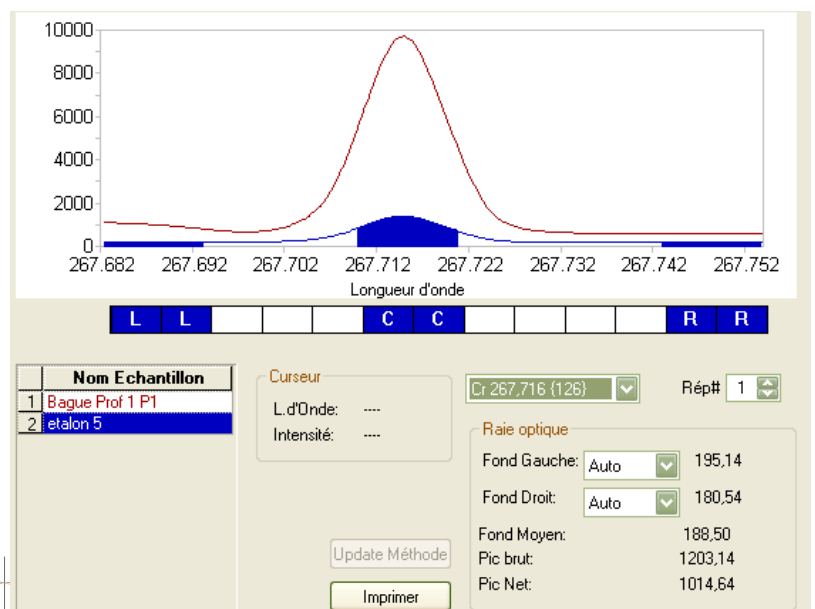 10000
8000
6000
4000
2000
0
267.682 267.692 267.702 267.712 267.722 267.732 267.742 267.752
Longueur d'onde
L L C C R R
Nom Echantillon
1 Bague Prof 1 P1
2 etalon 5
Curseur
L.d'Onde: ----
Intensité: ----
Cr 267,716 {126}
Rép# 1
Raie optique
Fond Gauche: Auto 195,14
Fond Droit: Auto 180,54
Fond Moyen: 188,50
Pic brut: 1203,14
Pic Net: 1014,64
Update Méthode
Imprimer